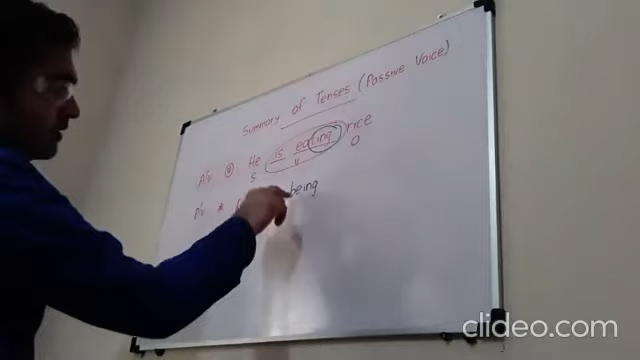 Summary of Tenses (Passive Voice)
A/v ⊛ He is eating rice
S V O
P/v * being
clideo.com